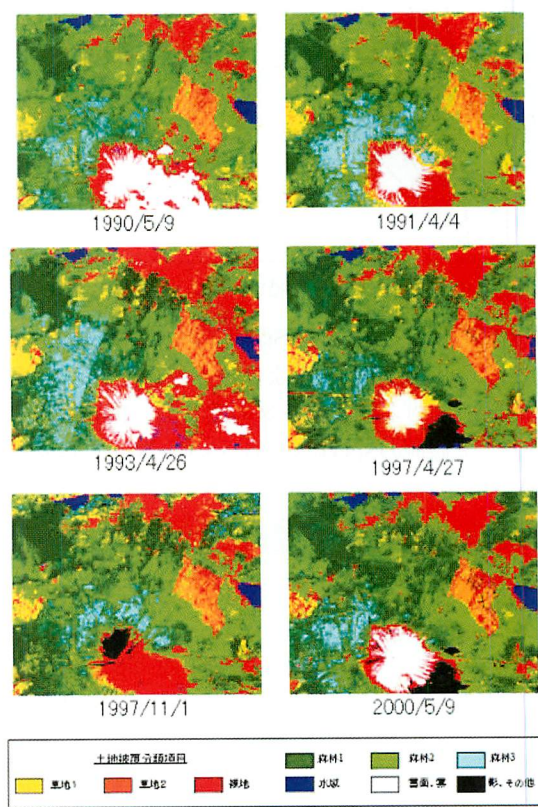 1990/5/9
1991/4/4
1993/4/26
1997/4/27
1997/11/1
2000/5/9
土地被覆分類項目
森林1
森林2
森林3
草地1
草地2
裸地
水域
雪面、雲
影、その他